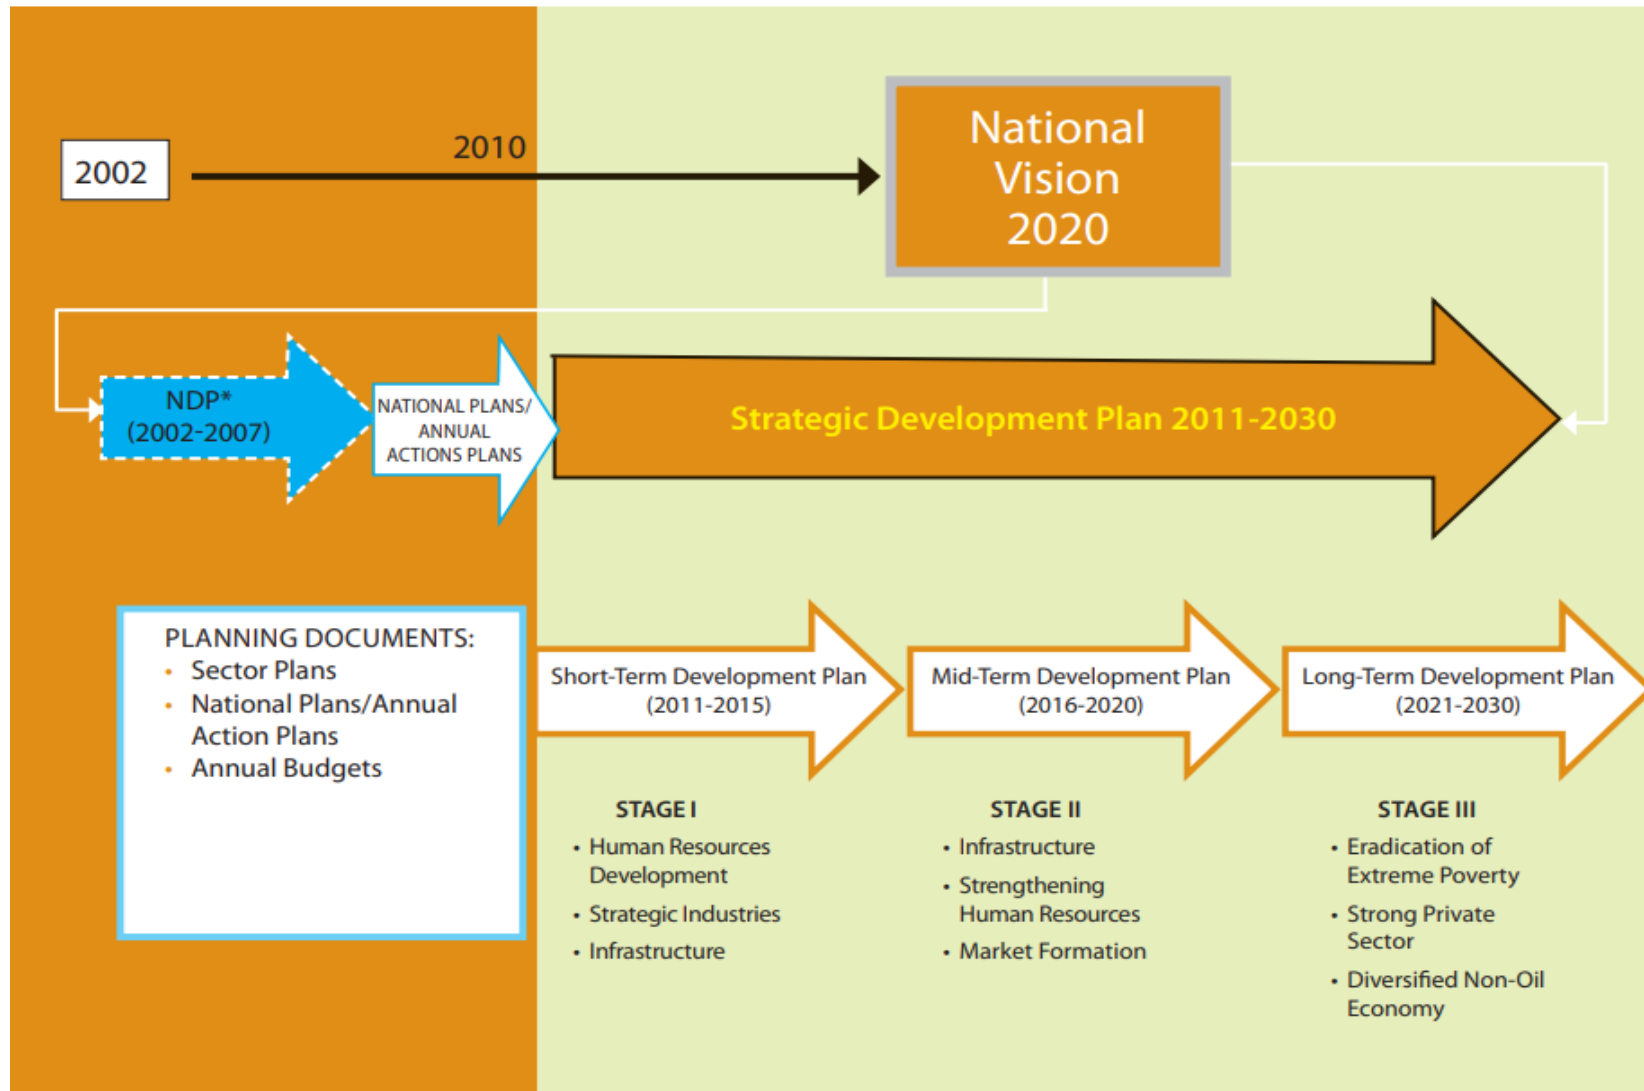 2002
2010
National
Vision
2020
NDP*
(2002-2007)
NATIONAL PLANS/
ANNUAL
ACTIONS PLANS
Strategic Development Plan 2011-2030
PLANNING DOCUMENTS:
• Sector Plans
• National Plans/Annual
Action Plans
• Annual Budgets
Short-Term Development Plan
(2011-2015)
Mid-Term Development Plan
(2016-2020)
Long-Term Development Plan
(2021-2030)
STAGE I
• Human Resources
Development
• Strategic Industries
• Infrastructure
STAGE II
• Infrastructure
• Strengthening
Human Resources
• Market Formation
STAGE III
• Eradication of
Extreme Poverty
• Strong Private
Sector
• Diversified Non-Oil
Economy